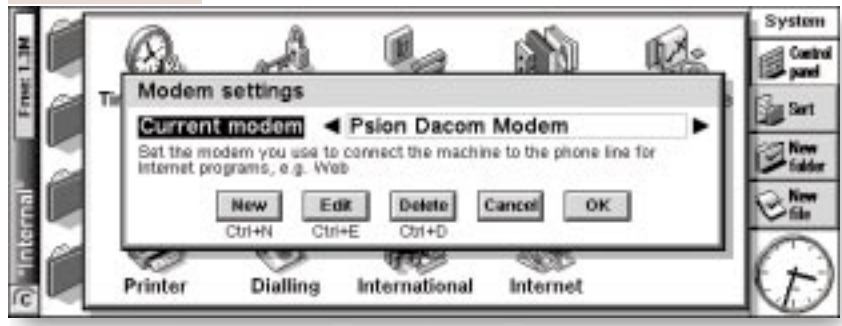 System
Free: 1.3M
"Internal"
C
Control
panel
Sort
New
folder
New
file
Modem settings
Current modem Psion Dacom Modem
Set the modem you use to connect the machine to the phone line for
Internet programs, e.g. Web
New Edit Delete Cancel OK
Ctrl+N Ctrl+E Ctrl+D
Printer Dialling International Internet